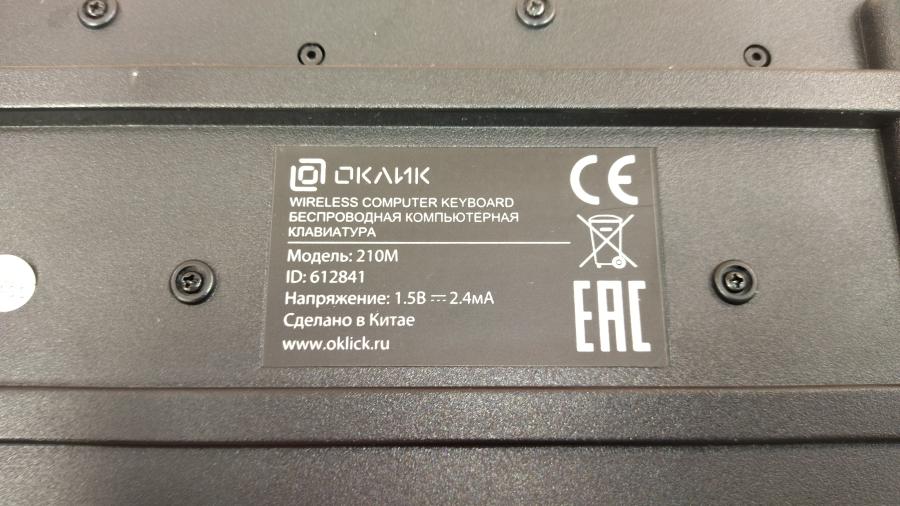 ОКЛИК
WIRELESS COMPUTER KEYBOARD
БЕСПРОВОДНАЯ КОМПЬЮТЕРНАЯ
КЛАВИАТУРА
Модель: 210M
ID: 612841
Напряжение: 1.5В ⎓ 2.4мА
Сделано в Китае
www.oklick.ru
CE
EAC